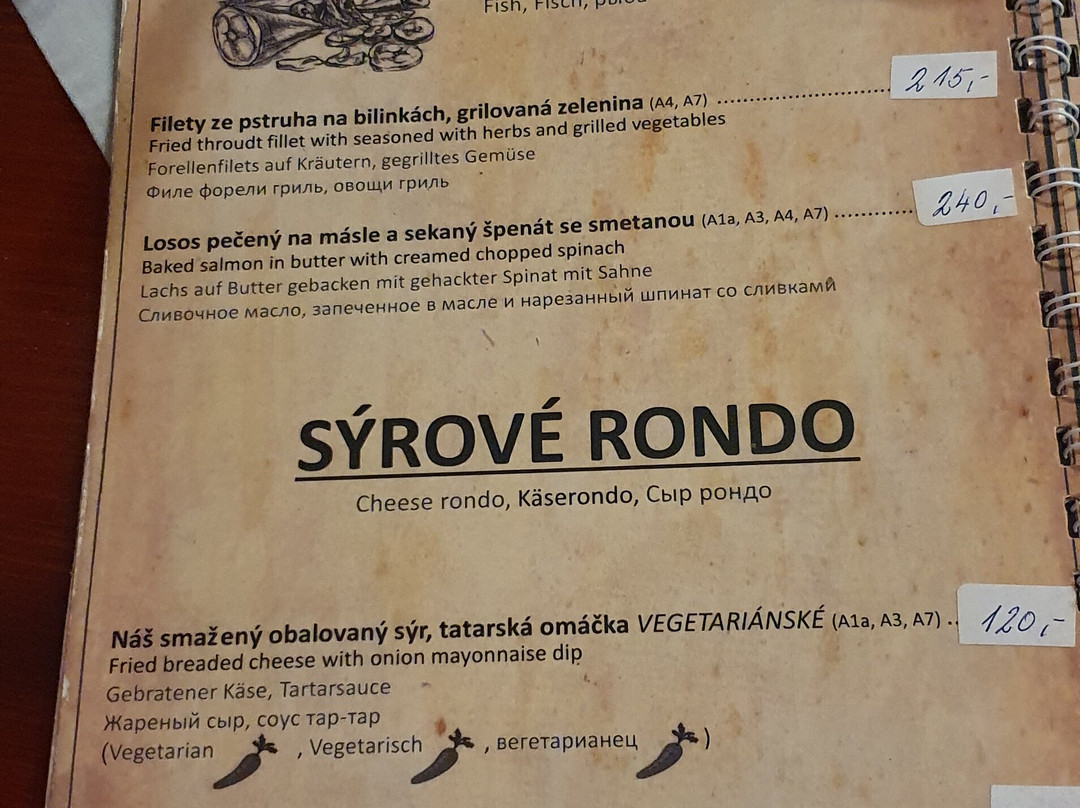 Fish, Fisch, рыба
Filety ze pstruha na bilinkách, grilovaná zelenina (A4, A7) ........................ 215,-
Fried throudt fillet with seasoned with herbs and grilled vegetables
Forellenfilets auf Kräutern, gegrilltes Gemüse
Филе форели гриль, овощи гриль
Losos pečený na másle a sekaný špenát se smetanou (A1a, A3, A4, A7) ............ 240,-
Baked salmon in butter with creamed chopped spinach
Lachs auf Butter gebacken mit gehackter Spinat mit Sahne
Сливочное масло, запеченное в масле и нарезанный шпинат со сливками
SÝROVÉ RONDO
Cheese rondo, Käserondo, Сыр рондо
Náš smažený obalovaný sýr, tatarská omáčka VEGETARIÁNSKÉ (A1a, A3, A7) .. 120,-
Fried breaded cheese with onion mayonnaise dip
Gebratener Käse, Tartarsauce
Жареный сыр, соус тар-тар
(Vegetarian , Vegetarisch , вегетарианец )